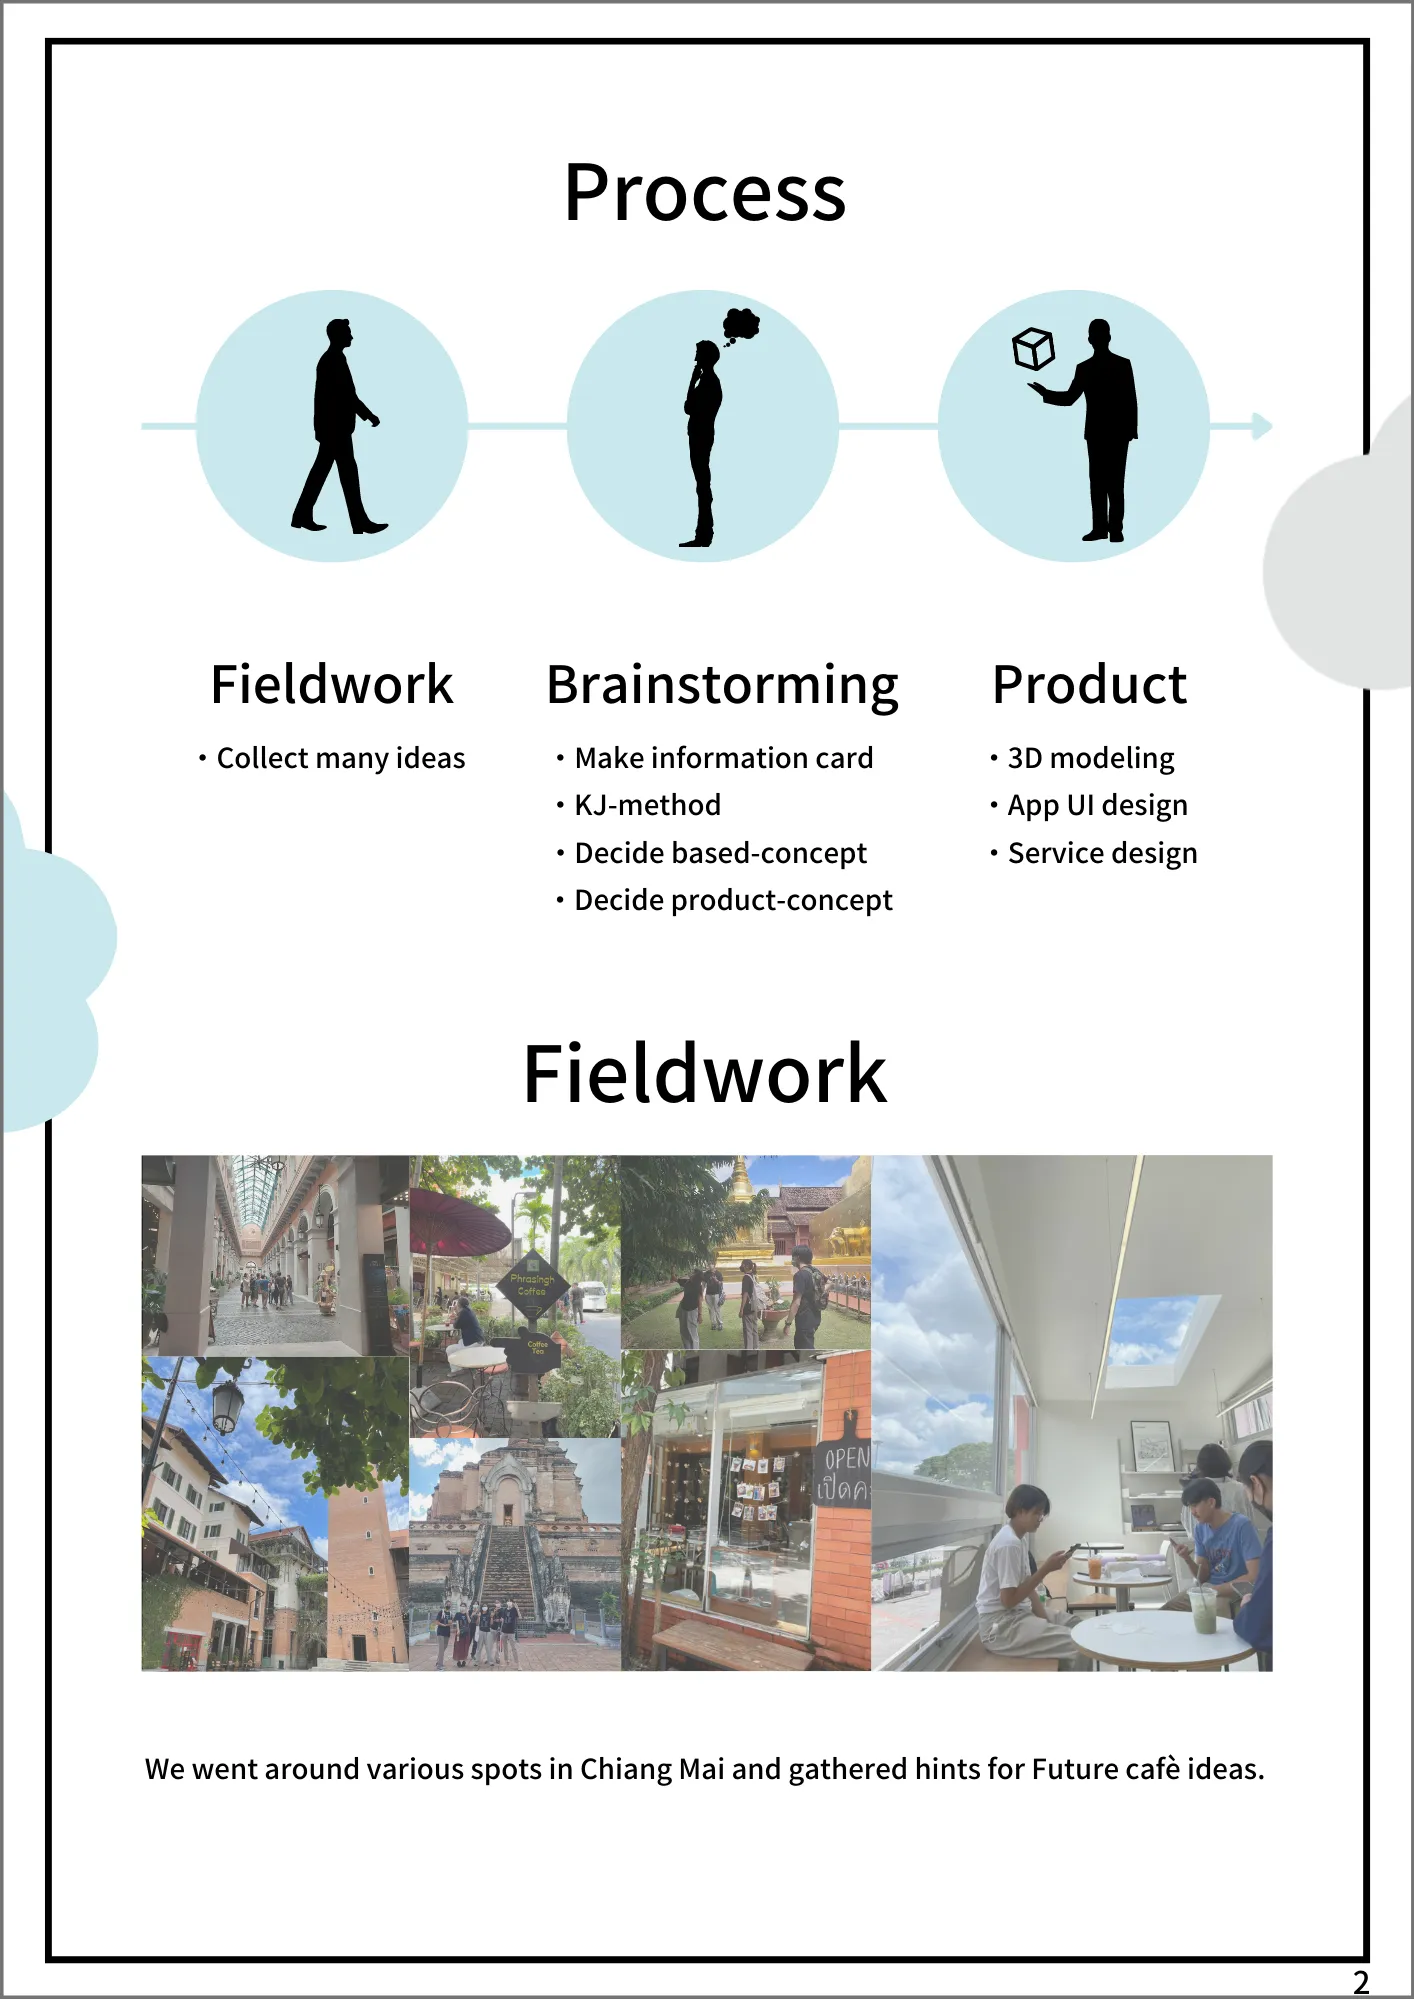 Process
Fieldwork
・Collect many ideas
Brainstorming
・Make information card
・KJ-method
・Decide based-concept
・Decide product-concept
Product
・3D modeling
・App UI design
・Service design
Fieldwork
Phrasingh
Coffee
Coffee
Tea
OPEN
เปิดค
We went around various spots in Chiang Mai and gathered hints for Future cafè ideas.
2